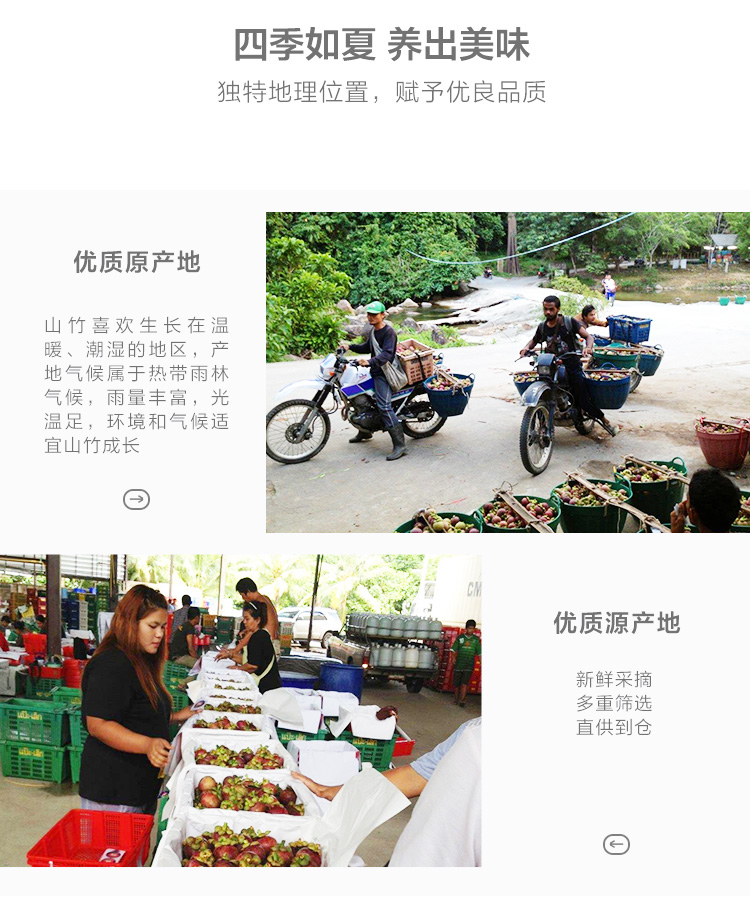 四季如夏 养出美味
独特地理位置，赋予优良品质
优质原产地
山竹喜欢生长在温
暖、潮湿的地区，产
地气候属于热带雨林
气候，雨量丰富，光
温足，环境和气候适
宜山竹成长
优质源产地
新鲜采摘
多重筛选
直供到仓